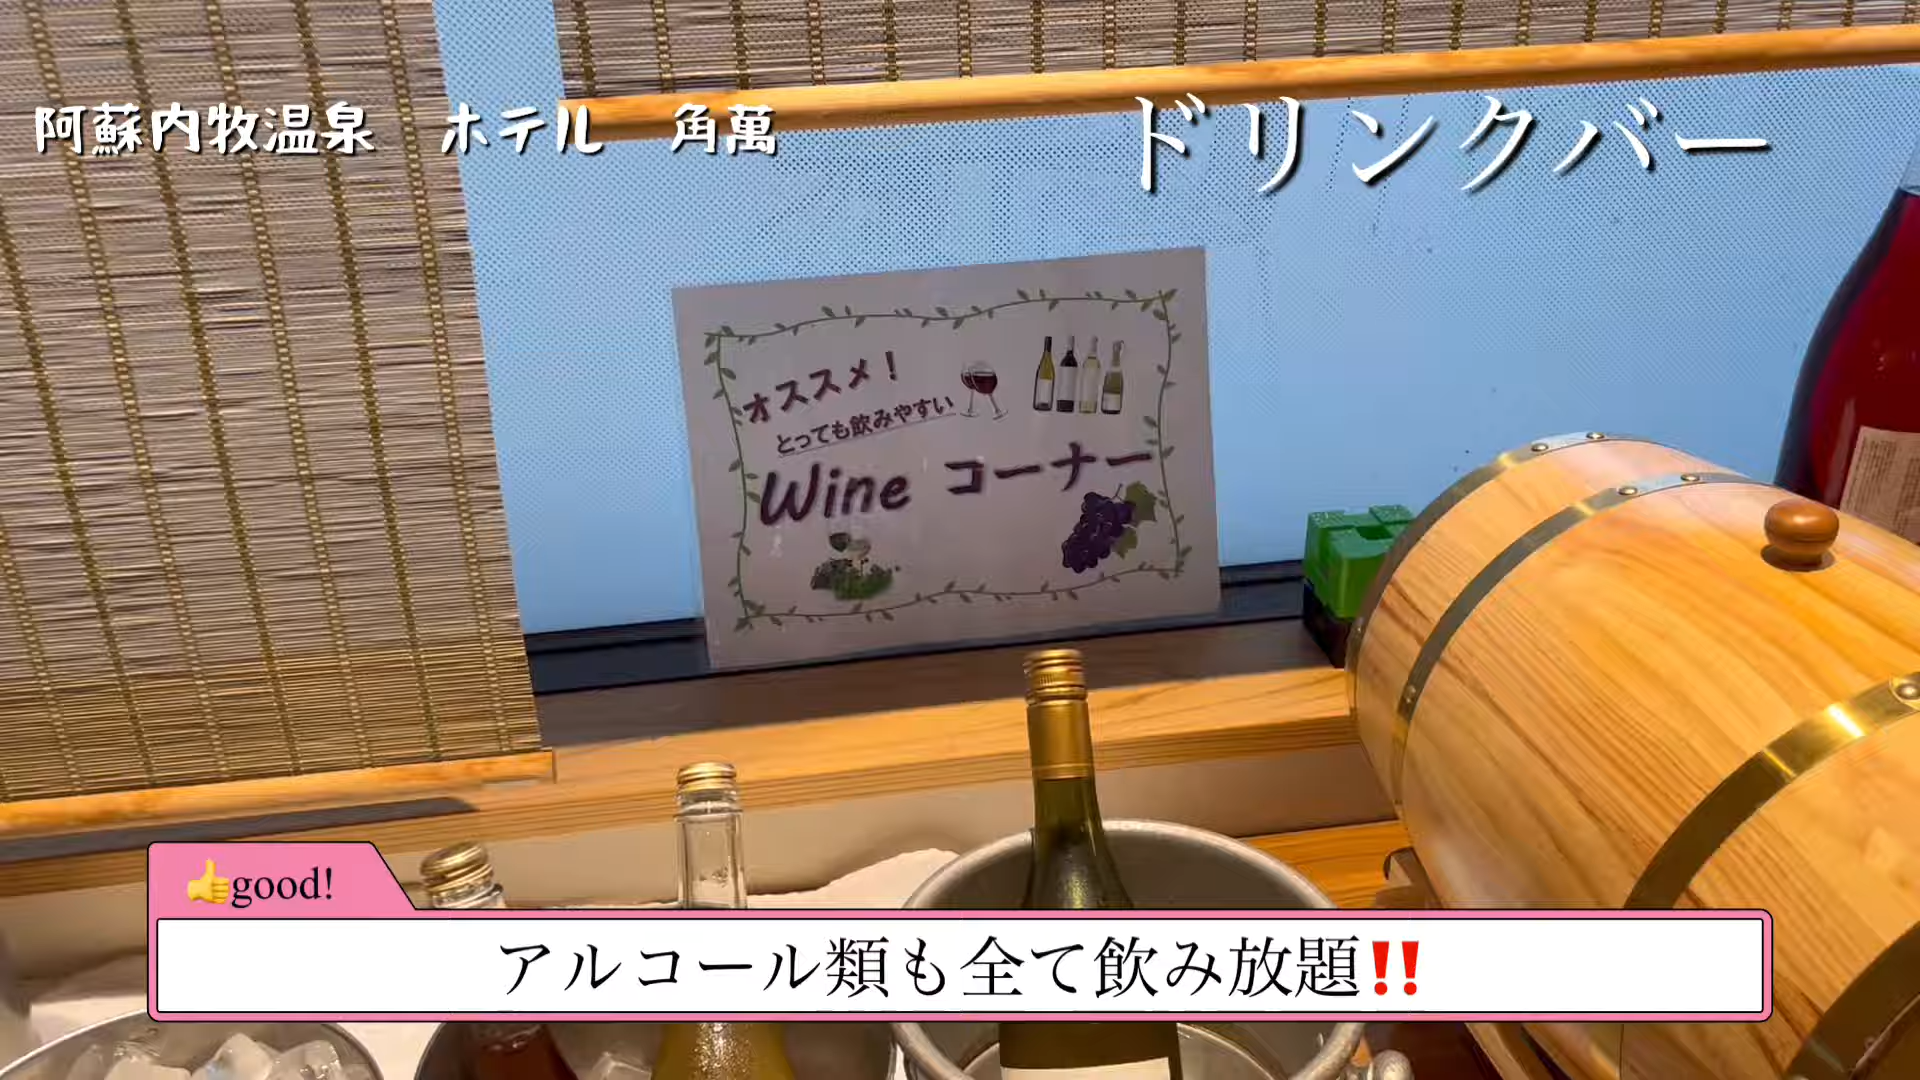 阿蘇内牧温泉　ホテル　角萬
ドリンクバー
オススメ！
とっても飲みやすい
Wine コーナー
👍good!
アルコール類も全て飲み放題‼️